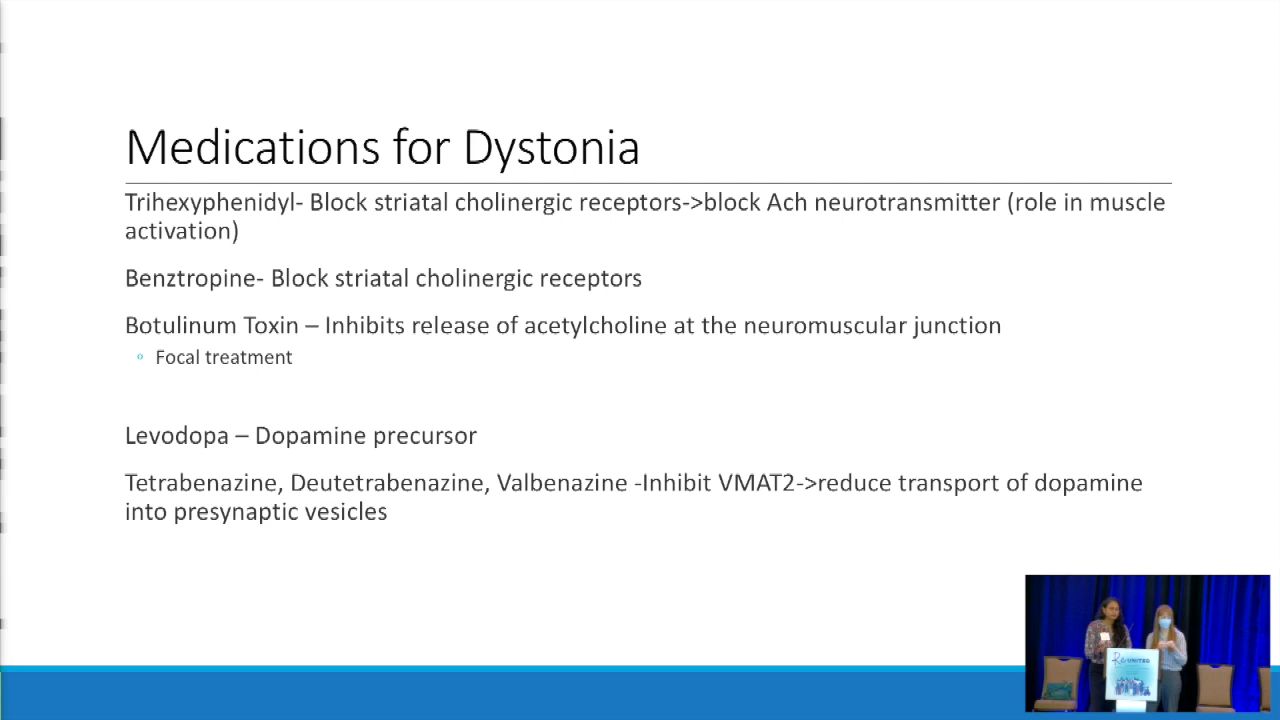 Medications for Dystonia
Trihexyphenidyl- Block striatal cholinergic receptors->block Ach neurotransmitter (role in muscle
activation)
Benztropine- Block striatal cholinergic receptors
Botulinum Toxin – Inhibits release of acetylcholine at the neuromuscular junction
◦ Focal treatment
Levodopa – Dopamine precursor
Tetrabenazine, Deutetrabenazine, Valbenazine -Inhibit VMAT2->reduce transport of dopamine
into presynaptic vesicles
Re UNITED